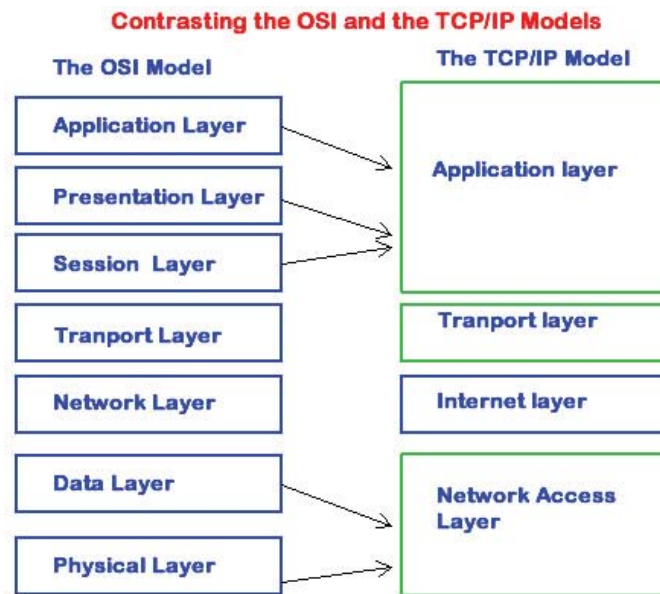 Contrasting the OSI and the TCP/IP Models
The OSI Model
Application Layer
Presentation Layer
Session Layer
Tranport Layer
Network Layer
Data Layer
Physical Layer
The TCP/IP Model
Application layer
Tranport layer
Internet layer
Network Access
Layer